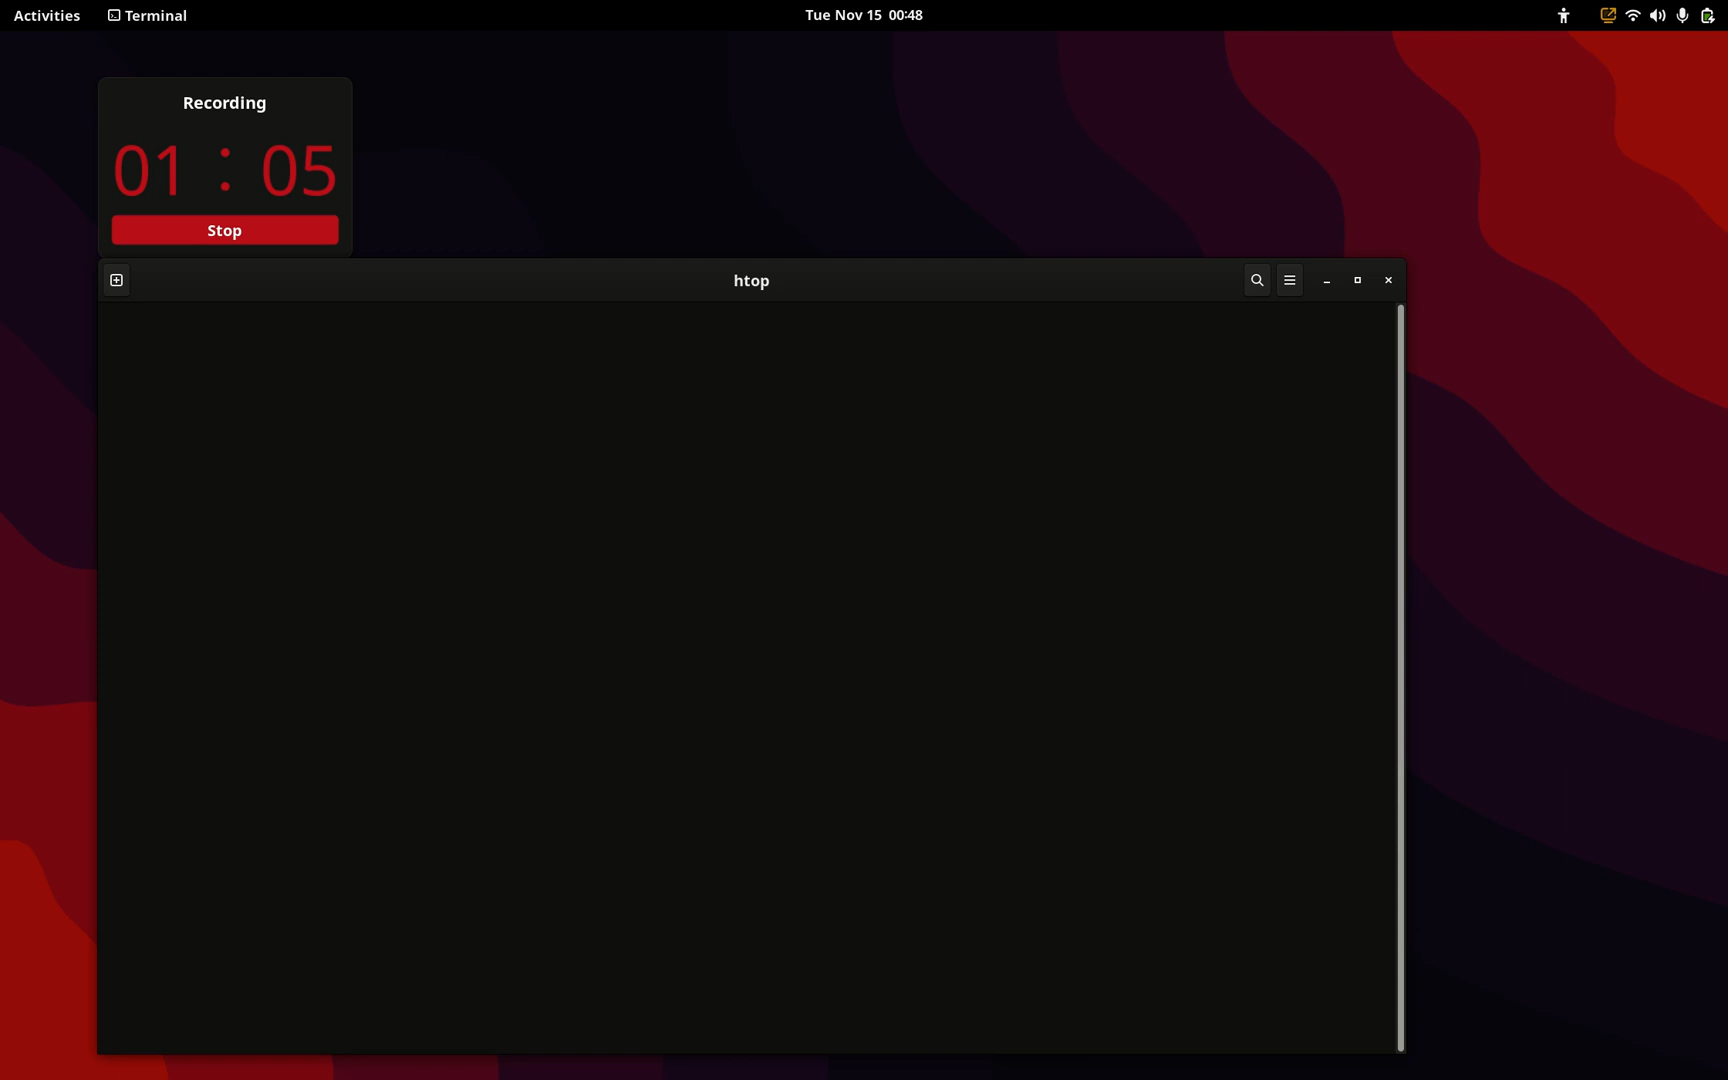 Activities Terminal Tue Nov 15 00:48
Recording
01 : 05
Stop
htop